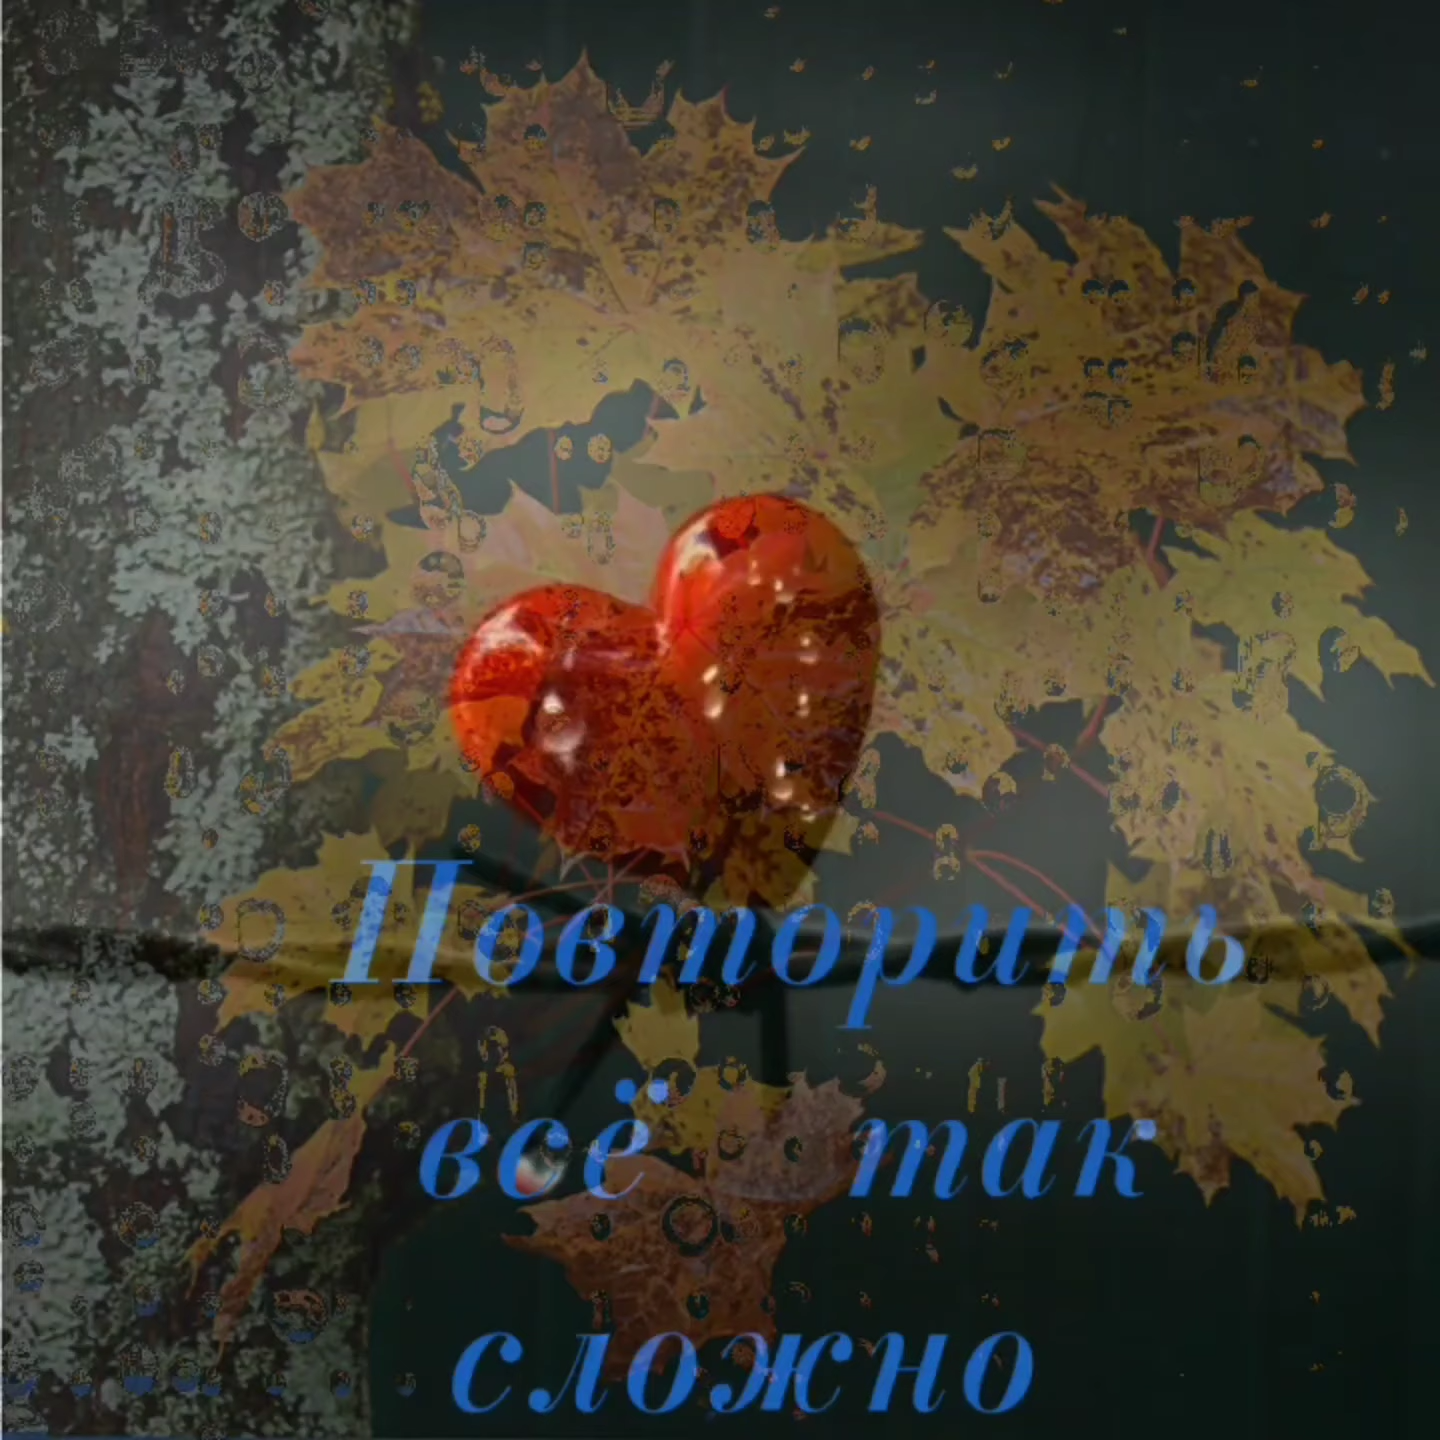 Повторить
всё так
сложно